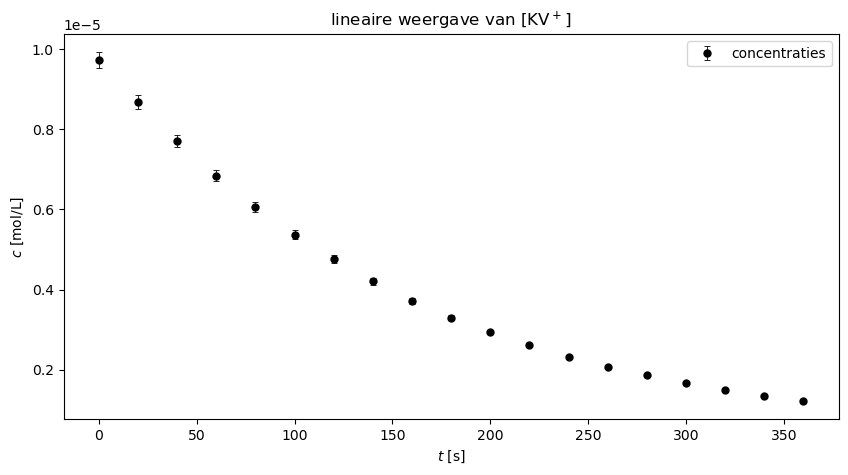 lineaire weergave van [KV⁺]
1e−5
concentraties
1.0
0.8
0.6
0.4
0.2
c [mol/L]
0 50 100 150 200 250 300 350
t [s]